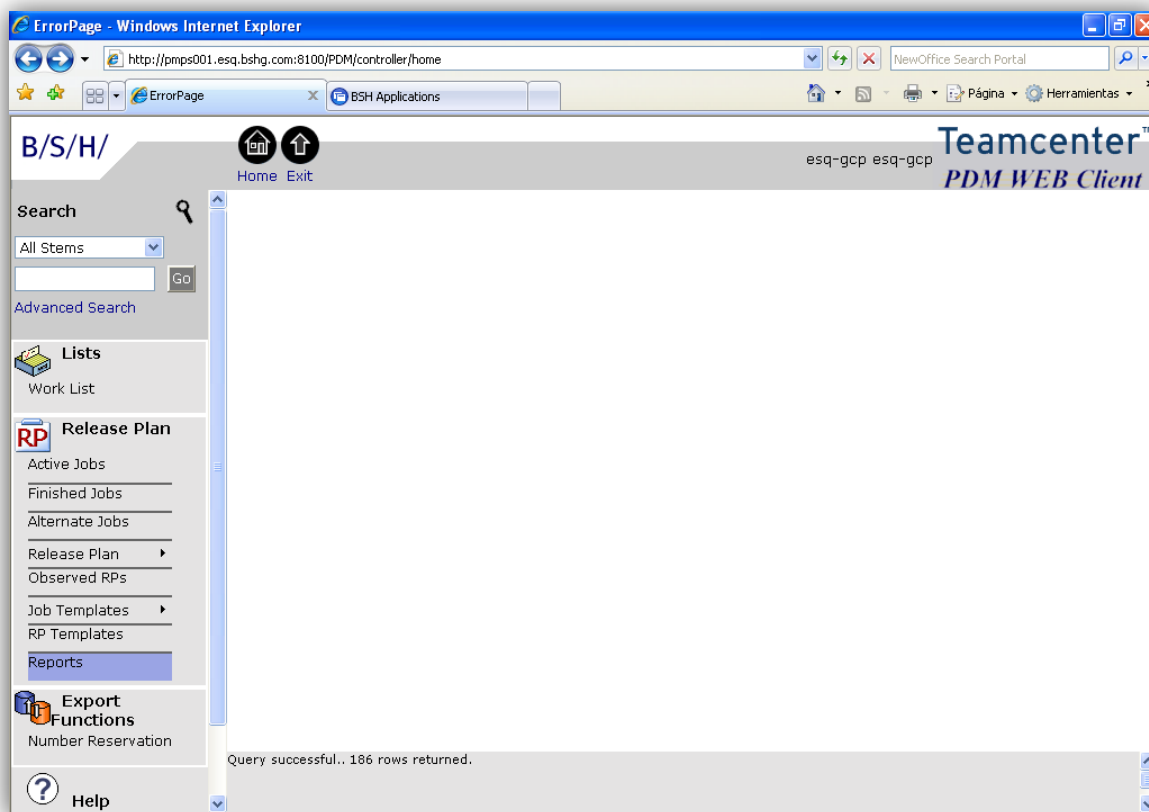 ErrorPage - Windows Internet Explorer
http://pmps001.esq.bshg.com:8100/PDM/controller/home
NewOffice Search Portal
ErrorPage
BSH Applications
Página
Herramientas
B/S/H/
Home
Exit
esq-gcp esq-gcp
Teamcenter™
PDM WEB Client
Search
All Stems
Go
Advanced Search
Lists
Work List
RP
Release Plan
Active Jobs
Finished Jobs
Alternate Jobs
Release Plan
Observed RPs
Job Templates
RP Templates
Reports
Export
Functions
Number Reservation
? Help
Query successful.. 186 rows returned.